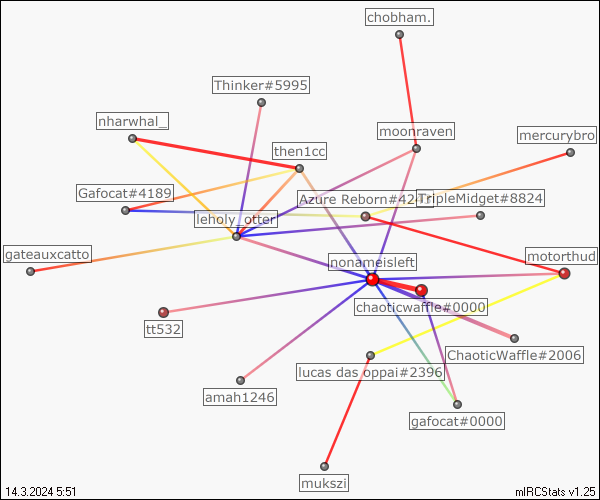 chobham.
Thinker#5995
nharwhal_
moonraven
mercurybro
then1cc
Gafocat#4189
Azure Reborn#424
TripleMidget#8824
leholy_otter
gateauxcatto
nonameisleft
motorthud
chaoticwaffle#0000
tt532
ChaoticWaffle#2006
lucas das oppai#2396
amah1246
gafocat#0000
mukszi
14.3.2024 5:51
mIRCStats v1.25